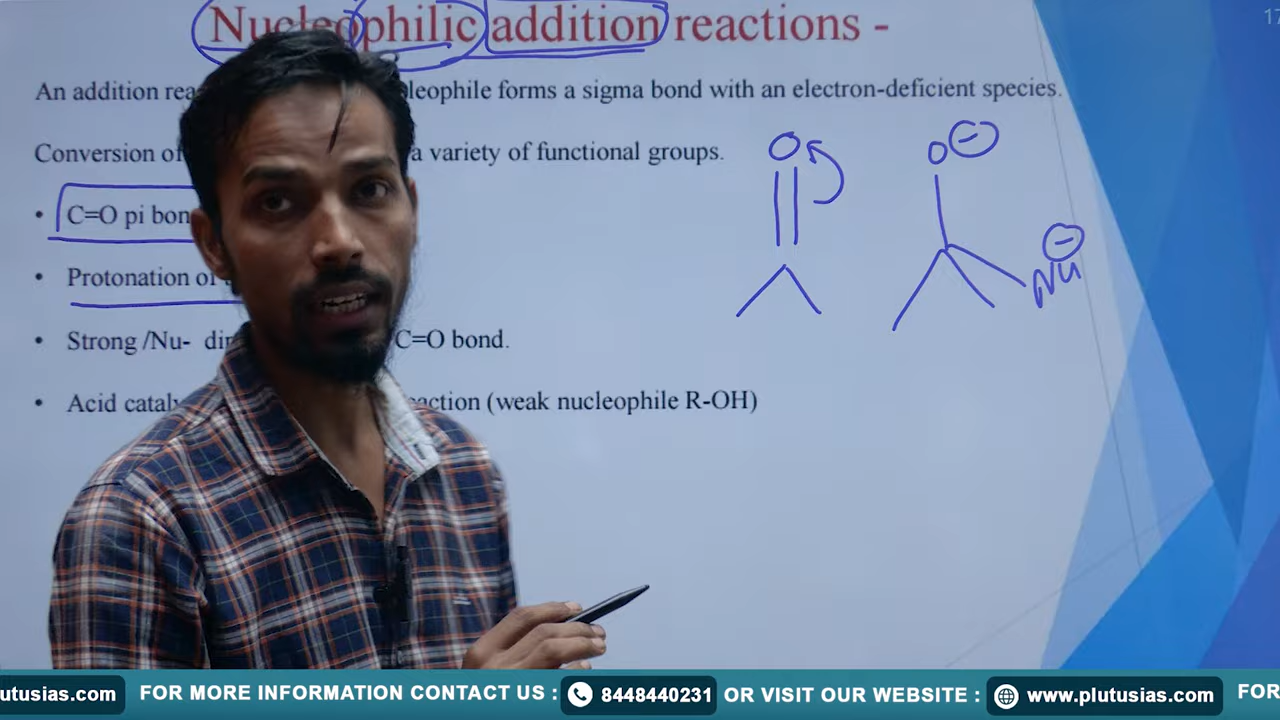 Nucleophilic addition reactions -
17
An addition rea leophile forms a sigma bond with an electron-deficient species.
Conversion of a variety of functional groups.
• C=O pi bon
• Protonation of
• Strong /Nu- C=O bond.
• Acid cataly action (weak nucleophile R-OH)
O O -
-
Nu
lutusias.com FOR MORE INFORMATION CONTACT US : 8448440231 OR VISIT OUR WEBSITE : www.plutusias.com FOR